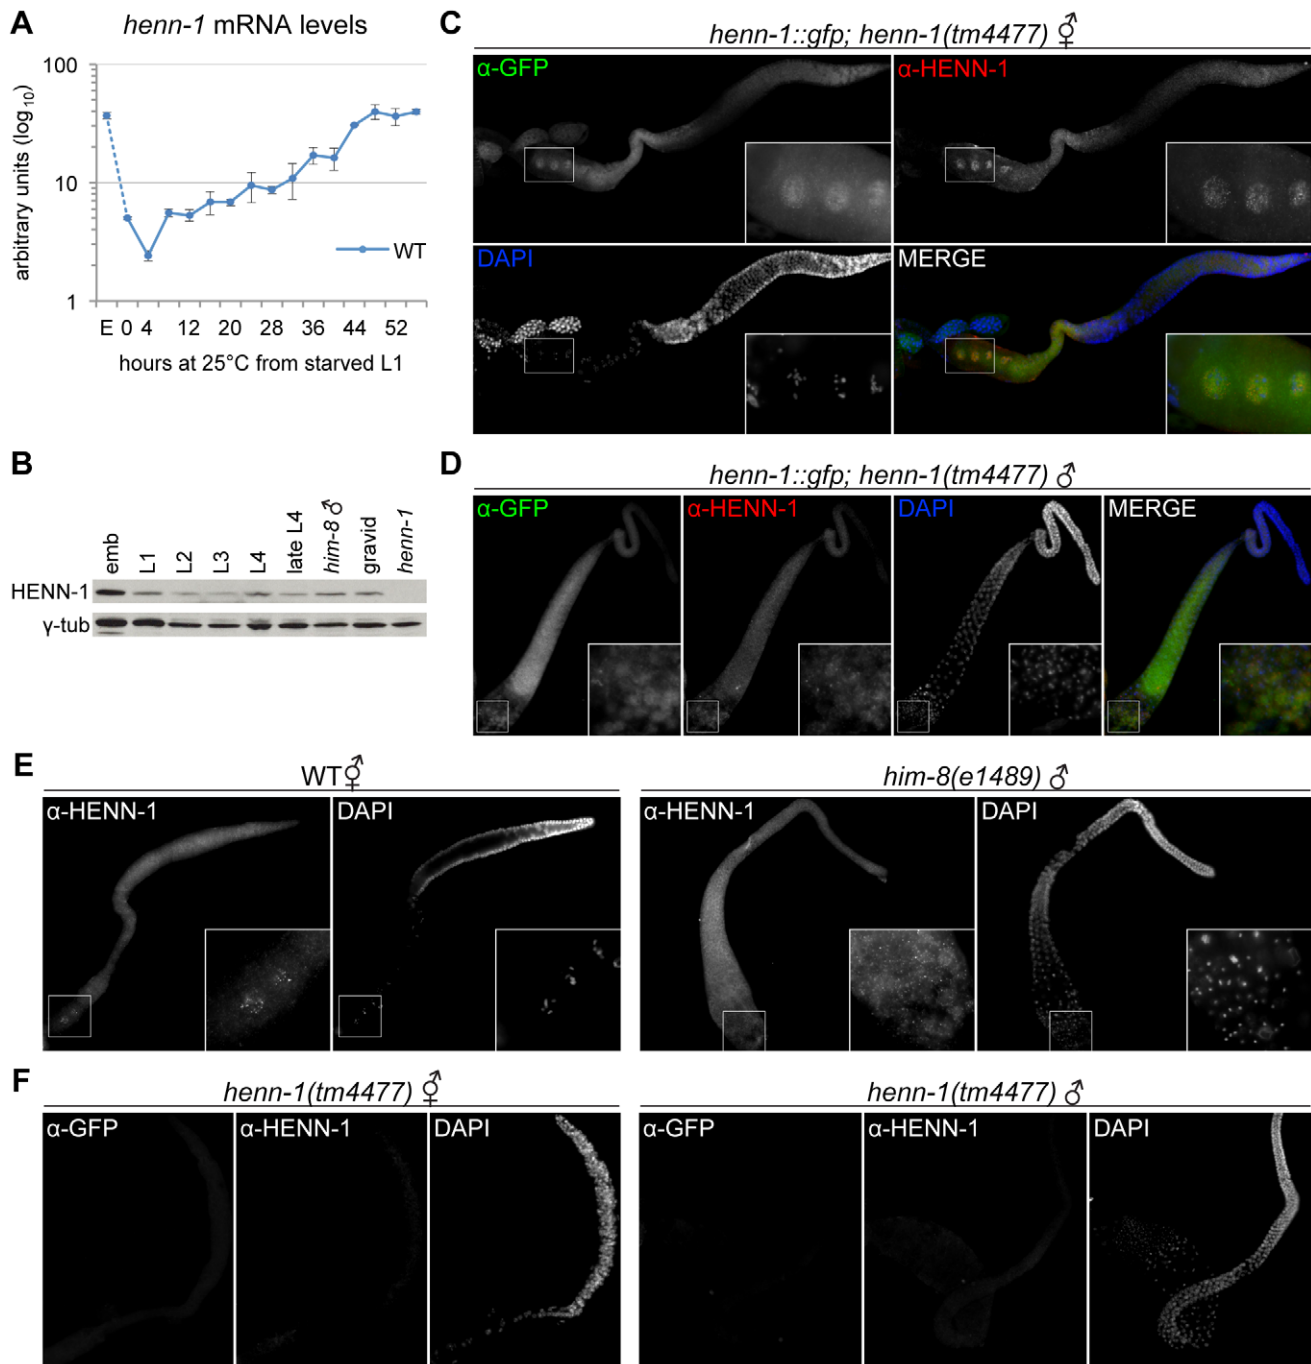 A
henn-1 mRNA levels
100
10
1
arbitrary units (log10)
WT
E 0 4 12 20 28 36 44 52
hours at 25°C from starved L1
B
emb L1 L2 L3 L4 late L4 him-8 ♂ gravid henn-1
HENN-1
γ-tub
C
henn-1::gfp; henn-1(tm4477) ⚥
α-GFP
α-HENN-1
DAPI
MERGE
D
henn-1::gfp; henn-1(tm4477) ♂
α-GFP
α-HENN-1
DAPI
MERGE
E
WT ⚥
α-HENN-1
DAPI
him-8(e1489) ♂
α-HENN-1
DAPI
F
henn-1(tm4477) ⚥
α-GFP
α-HENN-1
DAPI
henn-1(tm4477) ♂
α-GFP
α-HENN-1
DAPI